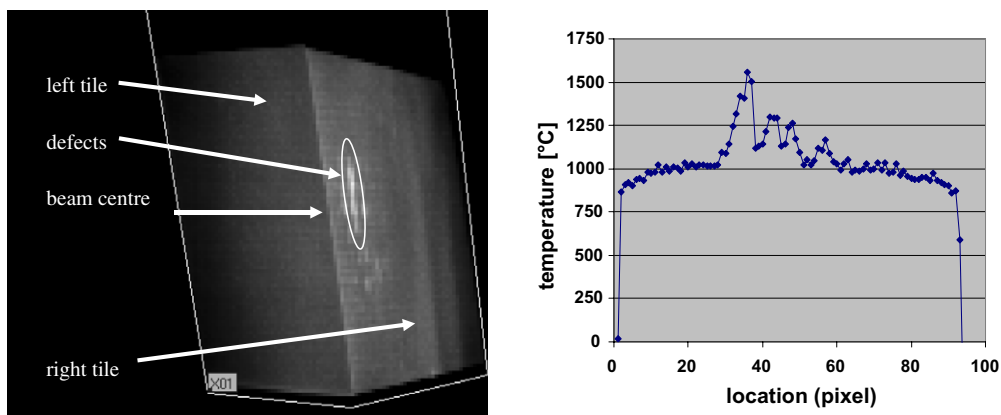 left tile
defects
beam centre
right tile
X01
1750
1500
1250
1000
750
500
250
0
temperature [°C]
0
20
40
60
80
100
location (pixel)